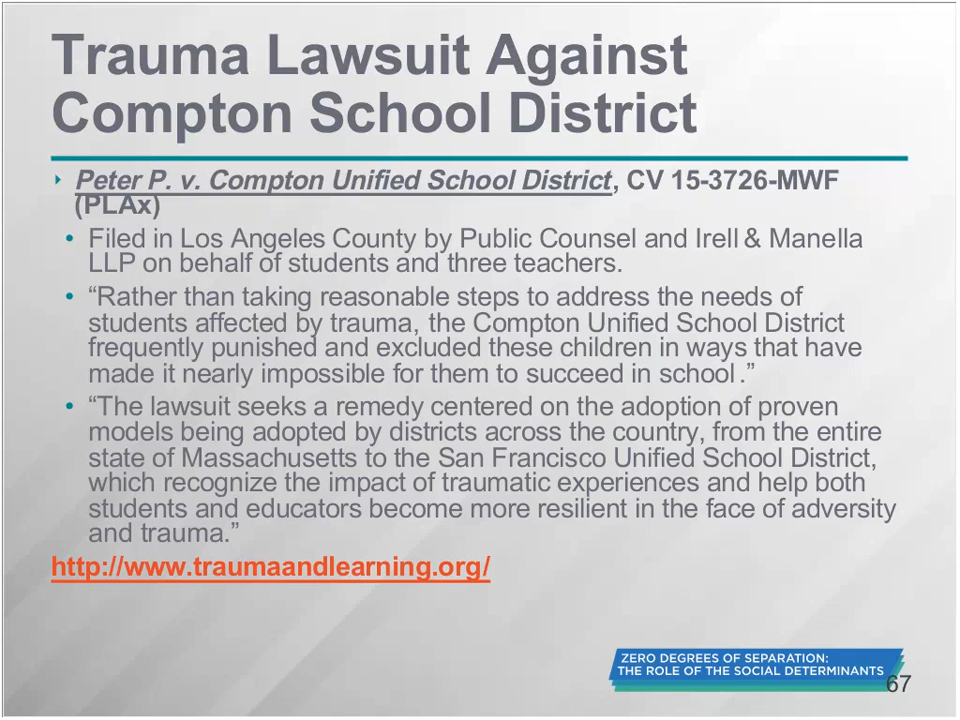 Trauma Lawsuit Against
Compton School District
Peter P. v. Compton Unified School District, CV 15-3726-MWF
(PLAx)
• Filed in Los Angeles County by Public Counsel and Irell & Manella
LLP on behalf of students and three teachers.
• “Rather than taking reasonable steps to address the needs of
students affected by trauma, the Compton Unified School District
frequently punished and excluded these children in ways that have
made it nearly impossible for them to succeed in school .”
• “The lawsuit seeks a remedy centered on the adoption of proven
models being adopted by districts across the country, from the entire
state of Massachusetts to the San Francisco Unified School District,
which recognize the impact of traumatic experiences and help both
students and educators become more resilient in the face of adversity
and trauma.”
http://www.traumaandlearning.org/
ZERO DEGREES OF SEPARATION:
THE ROLE OF THE SOCIAL DETERMINANTS
67